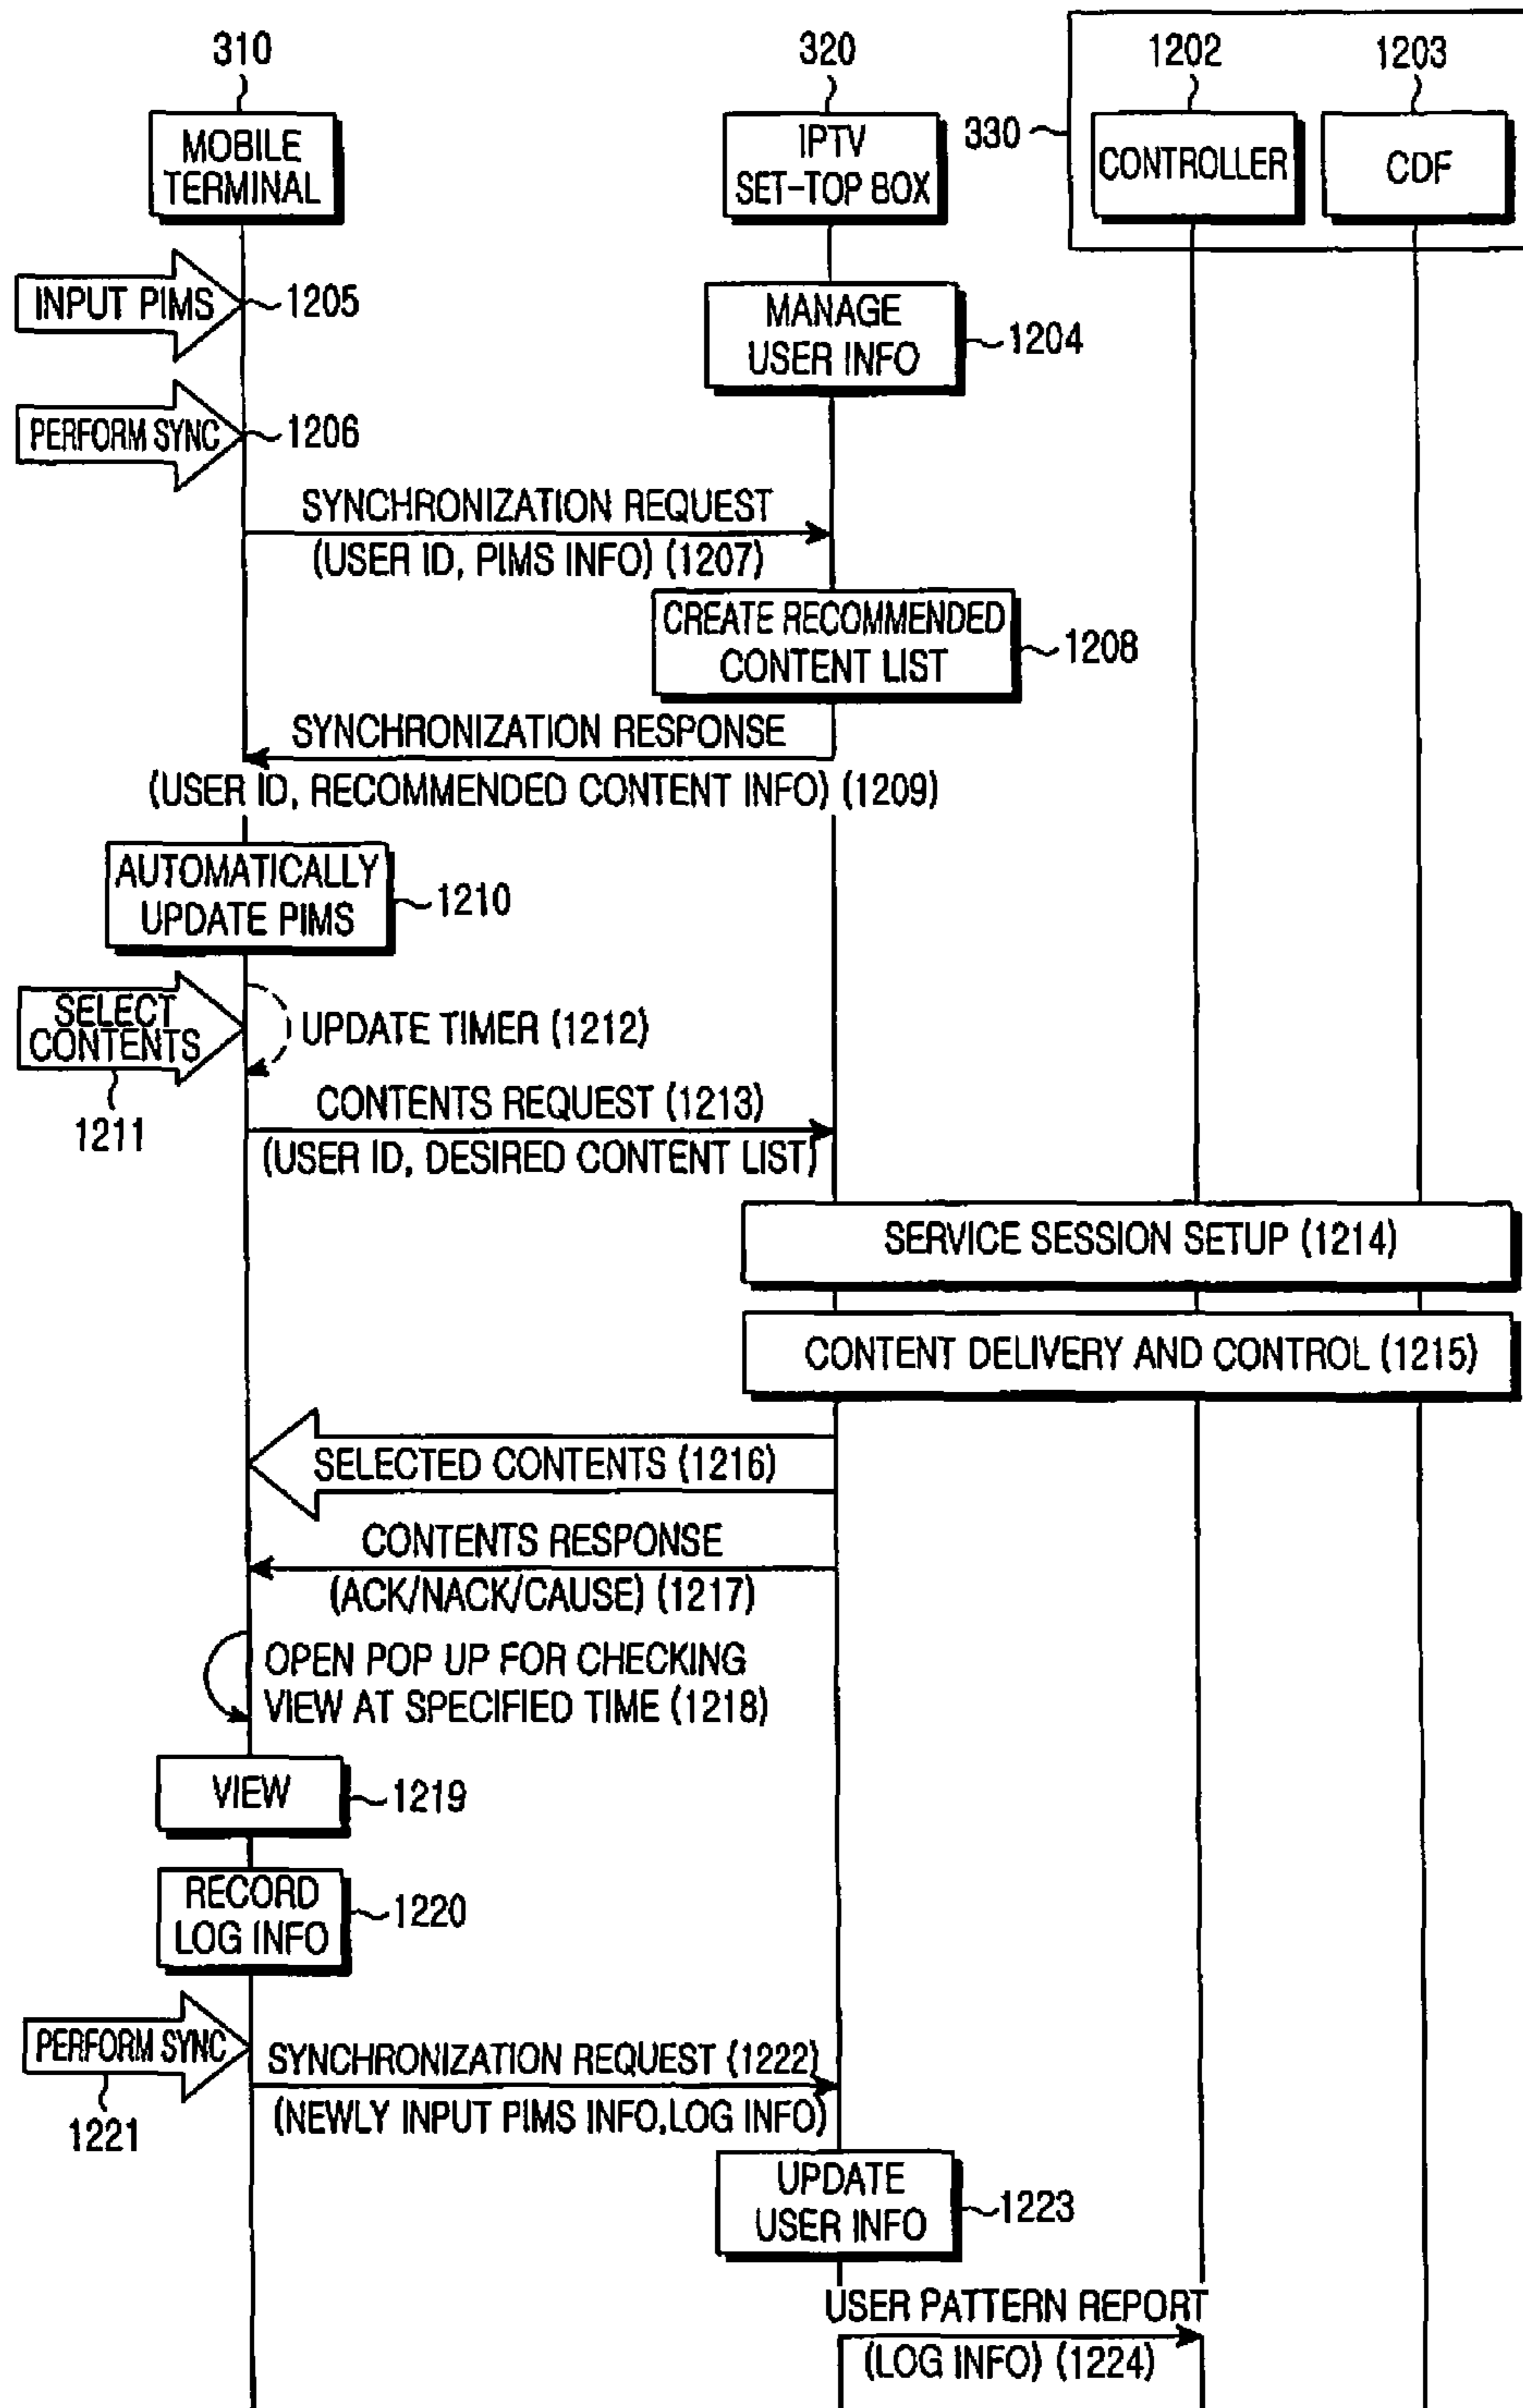 310
320
1202
1203
330
MOBILE
TERMINAL
IPTV
SET-TOP BOX
CONTROLLER
CDF
INPUT PIMS
1205
MANAGE
USER INFO
1204
PERFORM SYNC
1206
SYNCHRONIZATION REQUEST
(USER ID, PIMS INFO) (1207)
CREATE RECOMMENDED
CONTENT LIST
1208
SYNCHRONIZATION RESPONSE
(USER ID, RECOMMENDED CONTENT INFO) (1209)
AUTOMATICALLY
UPDATE PIMS
1210
SELECT
CONTENTS
1211
UPDATE TIMER (1212)
CONTENTS REQUEST (1213)
(USER ID, DESIRED CONTENT LIST)
SERVICE SESSION SETUP (1214)
CONTENT DELIVERY AND CONTROL (1215)
SELECTED CONTENTS (1216)
CONTENTS RESPONSE
(ACK/NACK/CAUSE) (1217)
OPEN POP UP FOR CHECKING
VIEW AT SPECIFIED TIME (1218)
VIEW
1219
RECORD
LOG INFO
1220
PERFORM SYNC
1221
SYNCHRONIZATION REQUEST (1222)
(NEWLY INPUT PIMS INFO,LOG INFO)
UPDATE
USER INFO
1223
USER PATTERN REPORT
(LOG INFO) (1224)